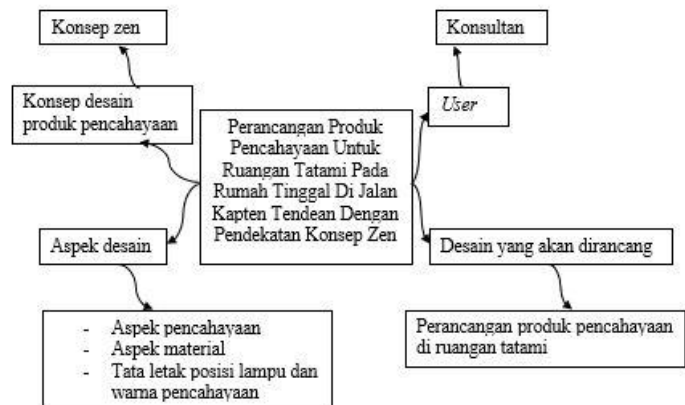 Konsep zen
Konsultan
Konsep desain
produk pencahayaan
User
Perancangan Produk
Pencahayaan Untuk
Ruangan Tatami Pada
Rumah Tinggal Di Jalan
Kapten Tendean Dengan
Pendekatan Konsep Zen
Aspek desain
Desain yang akan dirancang
- Aspek pencahayaan
- Aspek material
- Tata letak posisi lampu dan
warna pencahayaan
Perancangan produk pencahayaan
di ruangan tatami